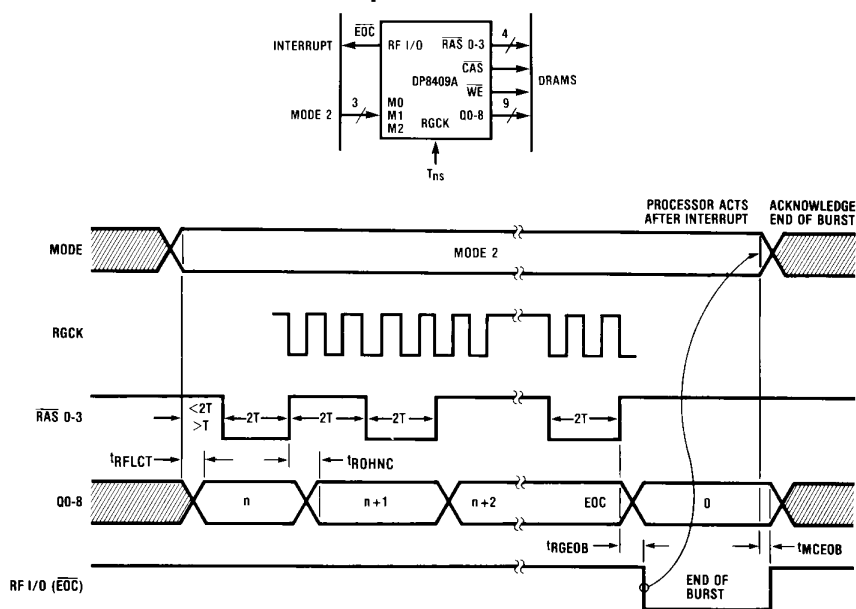 EOC
INTERRUPT
RF I/O
RAS 0-3
4
CAS
DP8409A
DRAMS
WE
MODE 2
3
M0
M1
M2
RGCK
Q0-8
9
Tns
PROCESSOR ACTS
AFTER INTERRUPT
ACKNOWLEDGE
END OF BURST
MODE
MODE 2
RGCK
RAS 0-3
<2T
>T
2T
2T
2T
2T
tRFLCT
tROHNC
Q0-8
n
n+1
n+2
EOC
0
tRGEOB
tMCEOB
RF I/O (EOC)
END OF
BURST